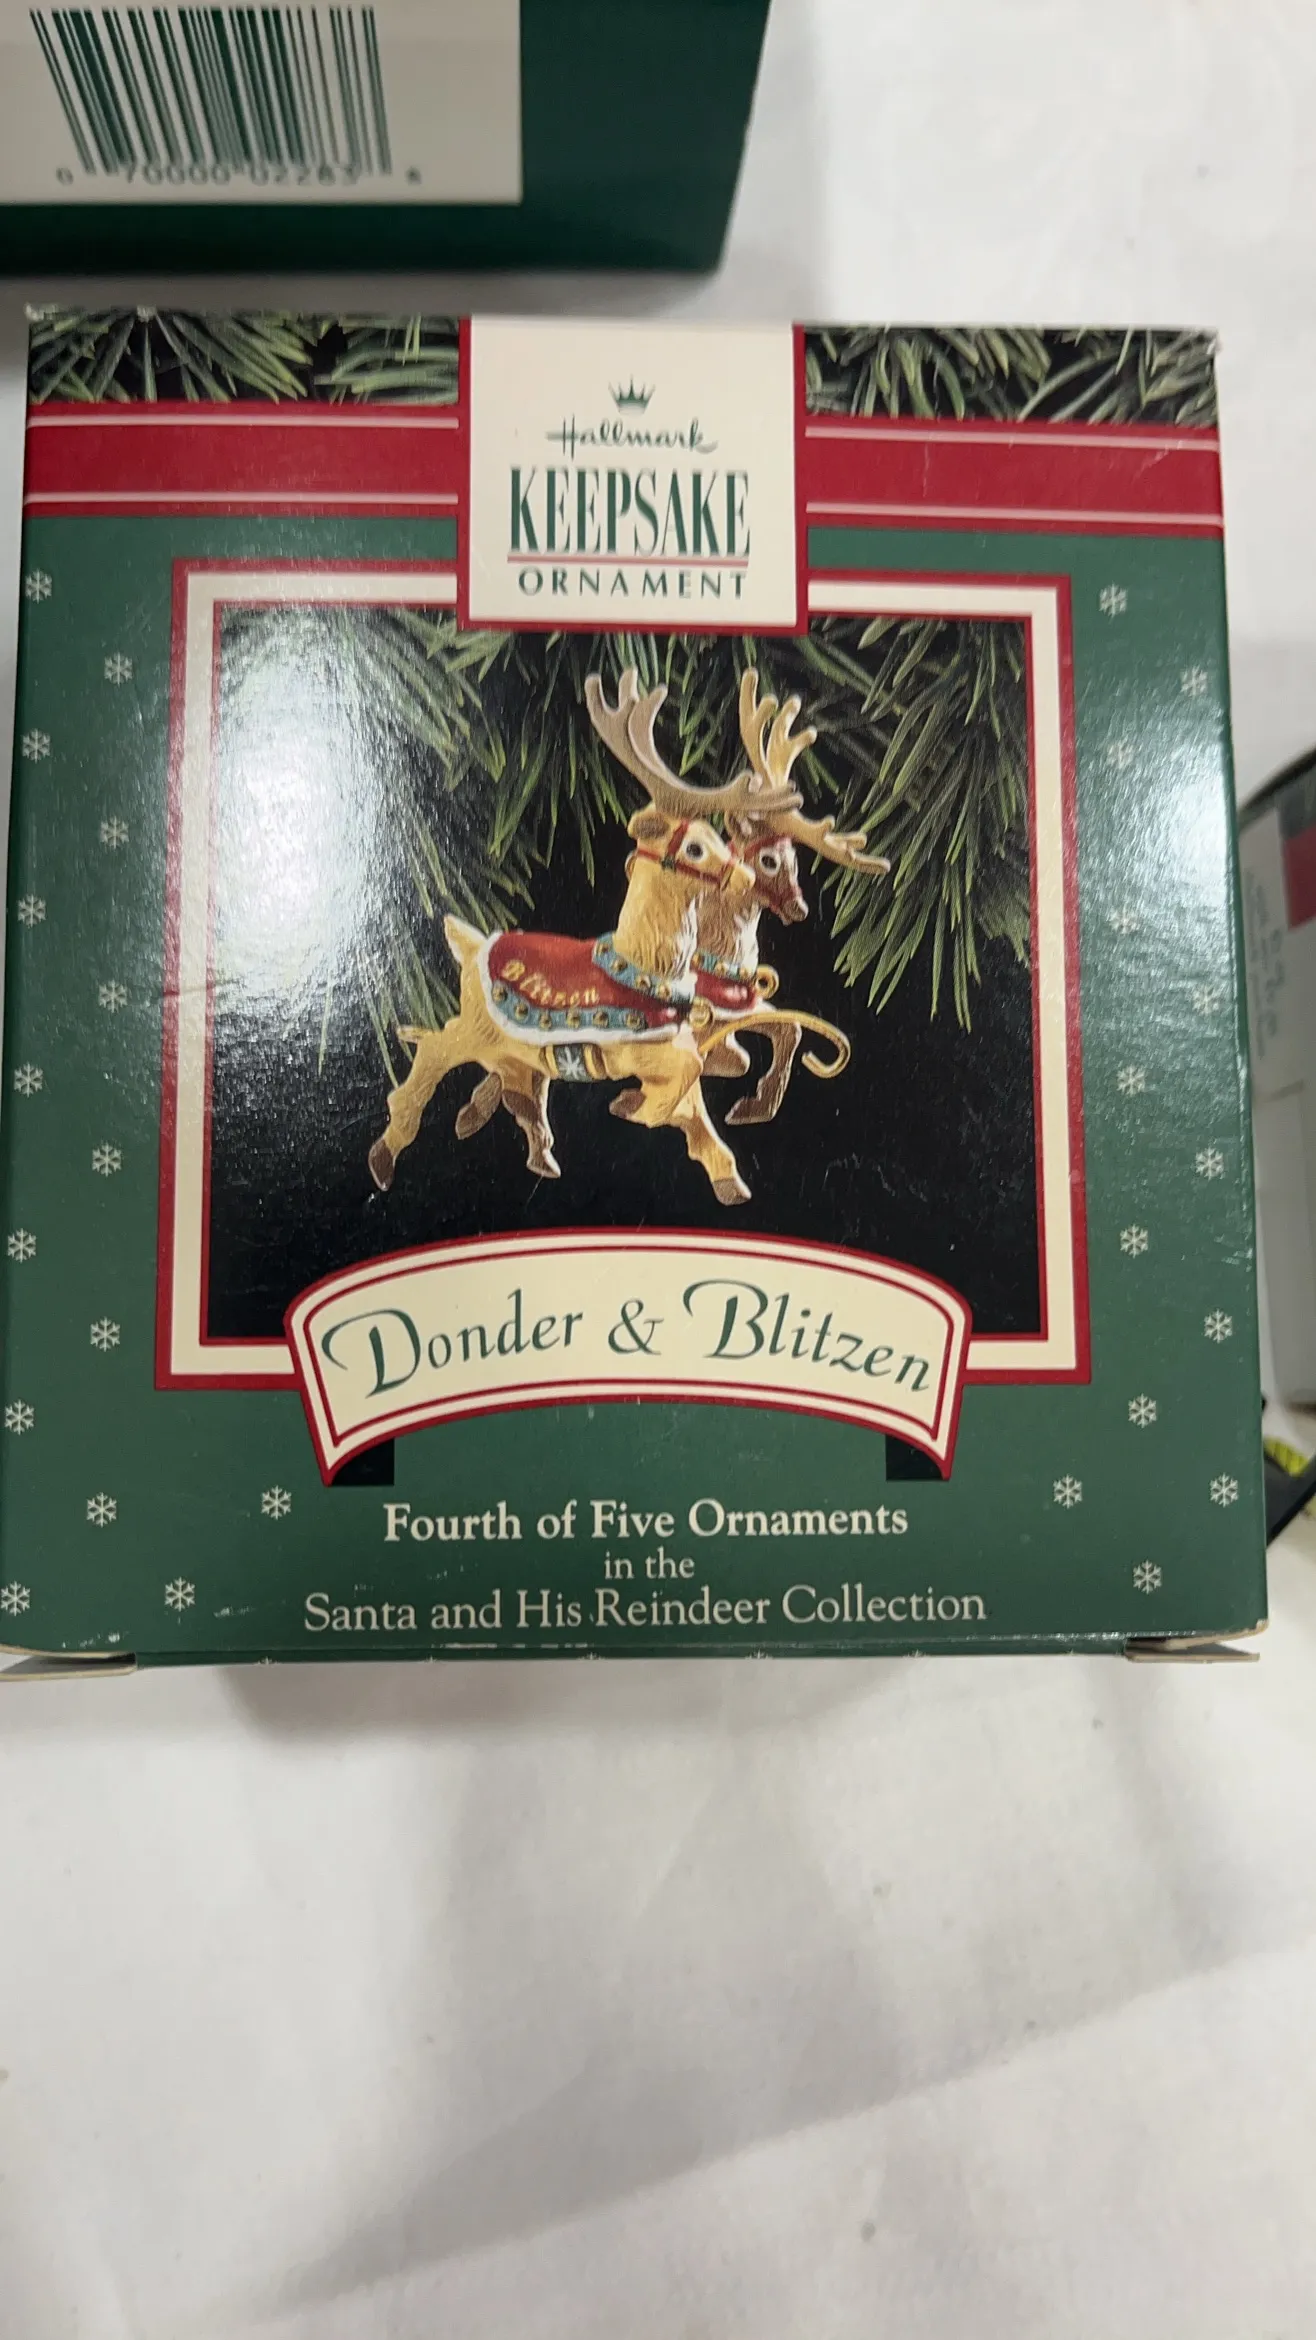 Hallmark
KEEPSAKE
ORNAMENT
Blitzen
Donder & Blitzen
Fourth of Five Ornaments
in the
Santa and His Reindeer Collection